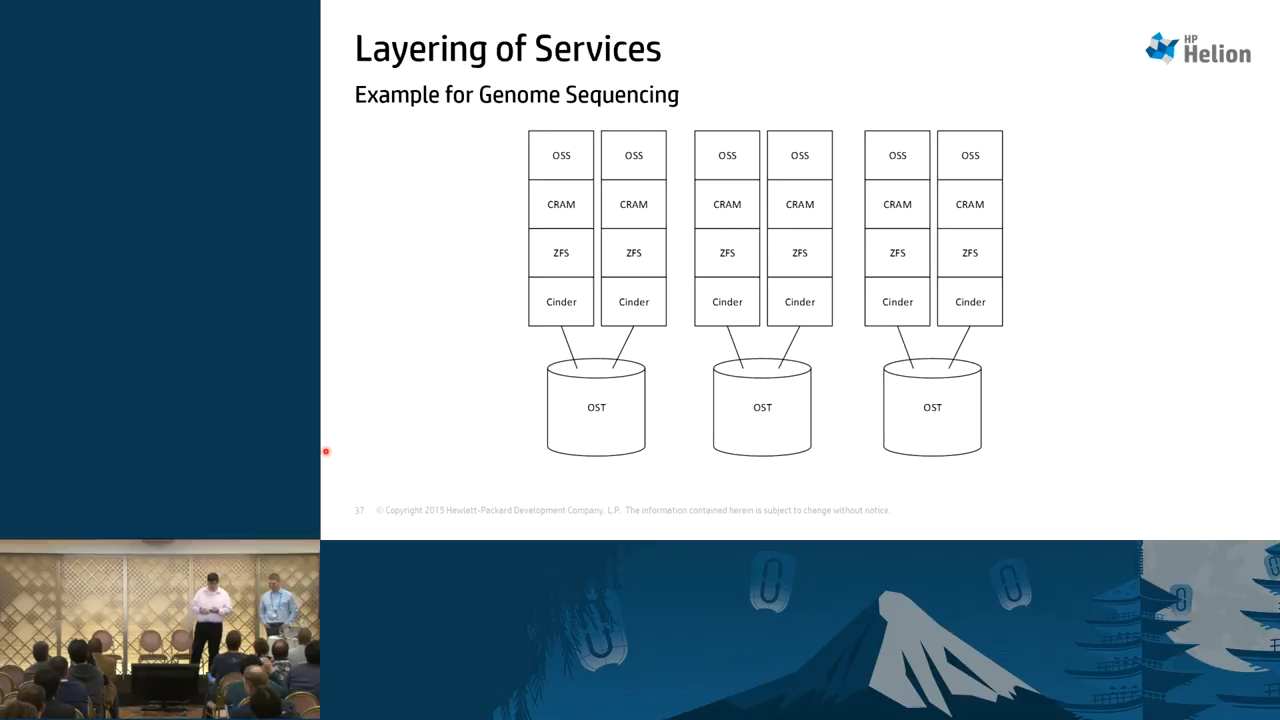 Layering of Services
HP
Helion
Example for Genome Sequencing
OSS OSS OSS OSS OSS OSS
CRAM CRAM CRAM CRAM CRAM CRAM
ZFS ZFS ZFS ZFS ZFS ZFS
Cinder Cinder Cinder Cinder Cinder Cinder
OST OST OST
37 © Copyright 2015 Hewlett-Packard Development Company, L.P. The information contained herein is subject to change without notice.